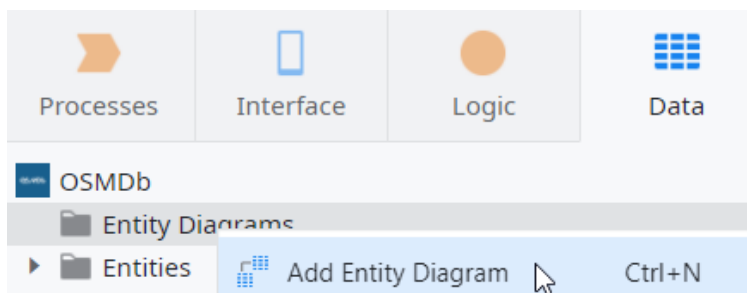 Processes Interface Logic Data
OSMDb
Entity Diagrams
Entities
Add Entity Diagram Ctrl+N